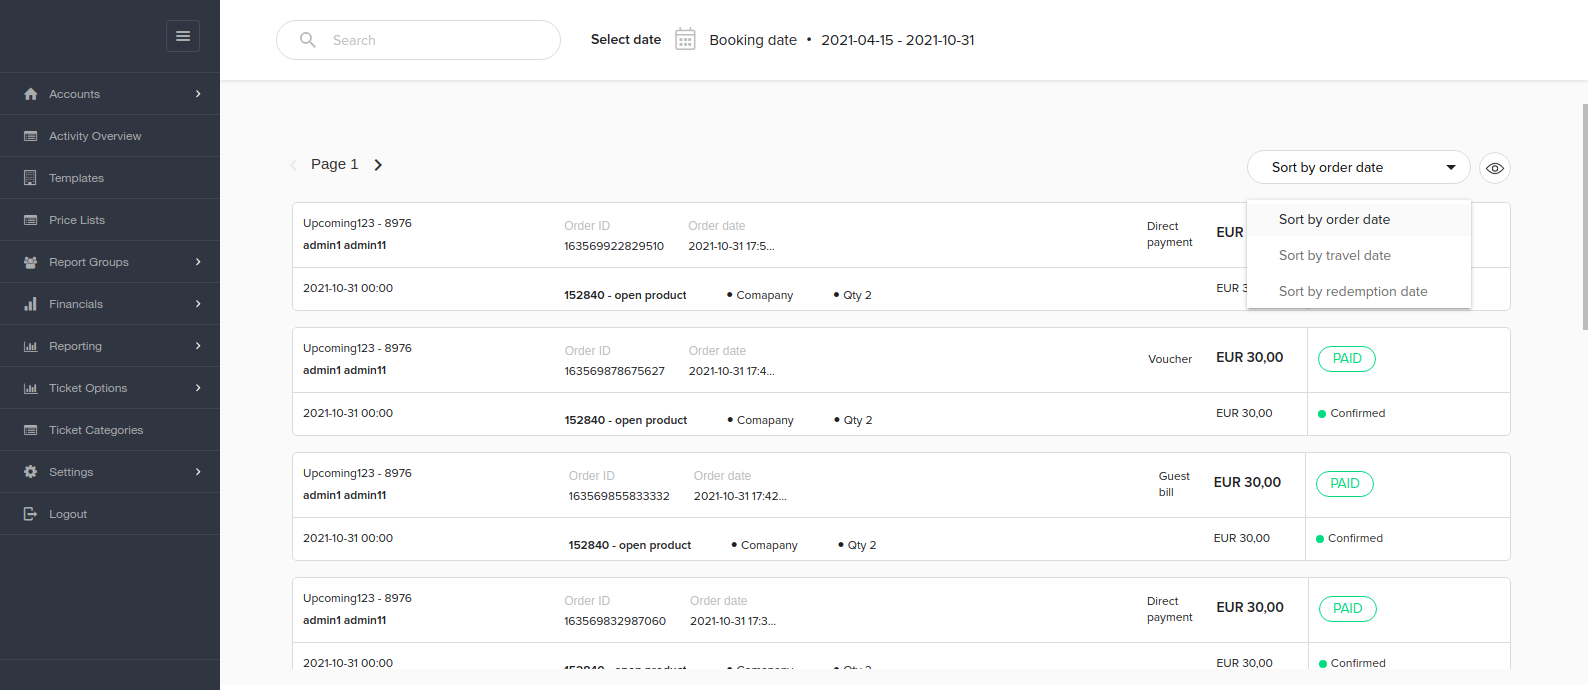 Search
Select date Booking date • 2021-04-15 - 2021-10-31
Accounts
Activity Overview
Templates
Price Lists
Report Groups
Financials
Reporting
Ticket Options
Ticket Categories
Settings
Logout
Page 1
Sort by order date
Sort by order date
Sort by travel date
Sort by redemption date
Upcoming123 - 8976 Order ID Order date Direct
admin1 admin11 163569922829510 2021-10-31 17:5... payment EUR
2021-10-31 00:00 152840 - open product • Comapany • Qty 2 EUR 3
Upcoming123 - 8976 Order ID Order date Voucher EUR 30,00 PAID
admin1 admin11 163569878675627 2021-10-31 17:4...
2021-10-31 00:00 152840 - open product • Comapany • Qty 2 EUR 30,00 Confirmed
Upcoming123 - 8976 Order ID Order date Guest EUR 30,00 PAID
admin1 admin11 163569855833332 2021-10-31 17:42... bill
2021-10-31 00:00 152840 - open product • Comapany • Qty 2 EUR 30,00 Confirmed
Upcoming123 - 8976 Order ID Order date Direct EUR 30,00 PAID
admin1 admin11 163569832987060 2021-10-31 17:3... payment
2021-10-31 00:00 152840 - open product • Comapany • Qty 2 EUR 30,00 Confirmed